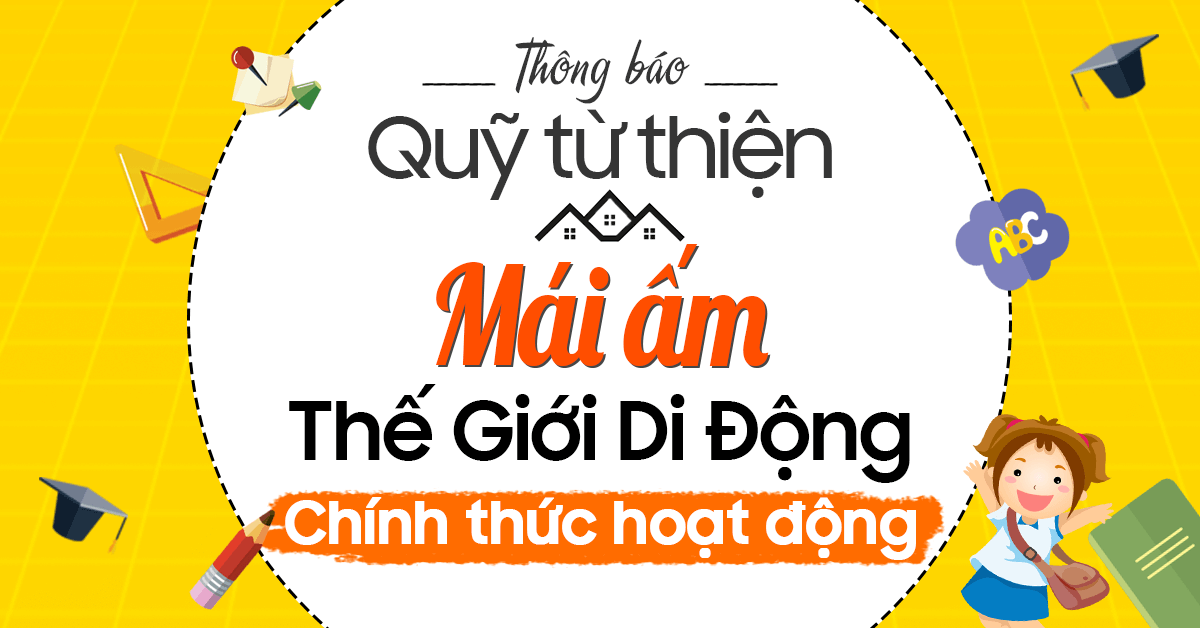 Thông báo
Quỹ từ thiện
Mái ấm
Thế Giới Di Động
Chính thức hoạt động
ABC